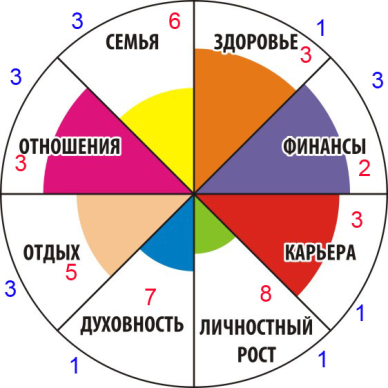 3
6
1
СЕМЬЯ
ЗДОРОВЬЕ
3
3
3
ОТНОШЕНИЯ
ФИНАНСЫ
3
2
3
ОТДЫХ
КАРЬЕРА
5
3
7
8
1
ДУХОВНОСТЬ
ЛИЧНОСТНЫЙ
РОСТ
1
1